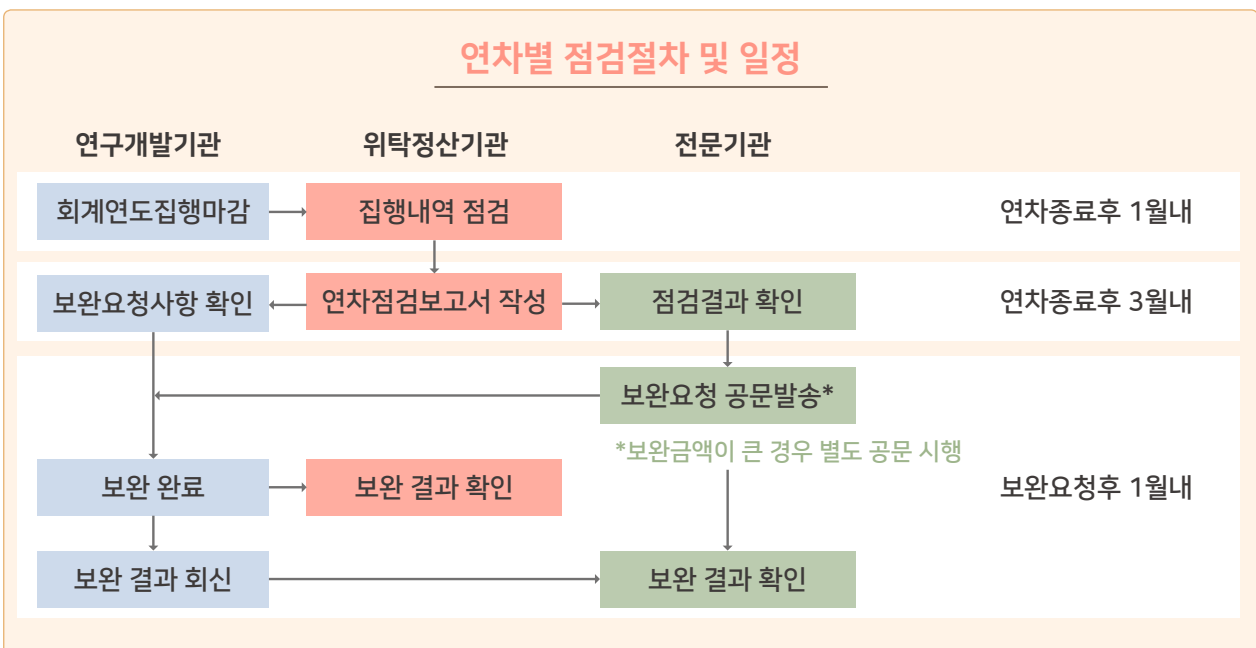 연차별 점검절차 및 일정
연구개발기관 위탁정산기관 전문기관
회계연도집행마감 집행내역 점검 연차종료후 1월내
보완요청사항 확인 연차점검보고서 작성 점검결과 확인 연차종료후 3월내
보완요청 공문발송*
*보완금액이 큰 경우 별도 공문 시행
보완 완료 보완 결과 확인 보완요청후 1월내
보완 결과 회신 보완 결과 확인